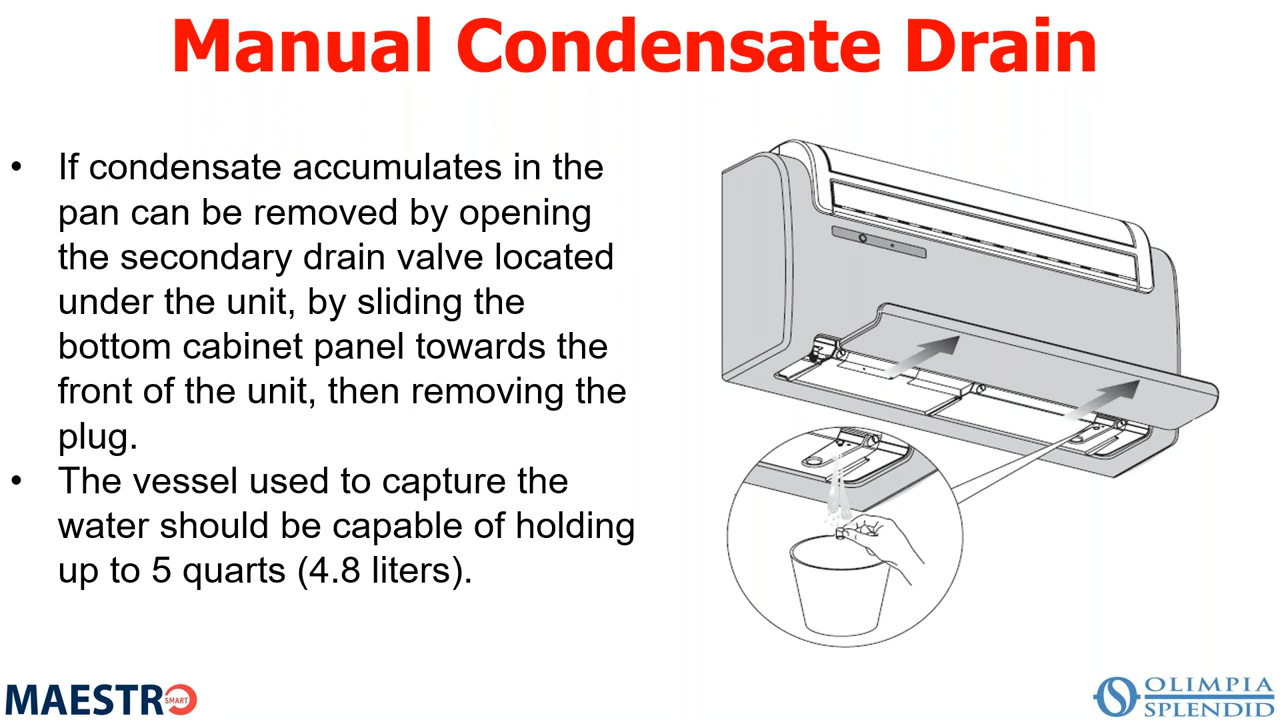 Manual Condensate Drain
• If condensate accumulates in the
pan can be removed by opening
the secondary drain valve located
under the unit, by sliding the
bottom cabinet panel towards the
front of the unit, then removing the
plug.
• The vessel used to capture the
water should be capable of holding
up to 5 quarts (4.8 liters).
MAESTRO SMART
OLIMPIA
SPLENDID